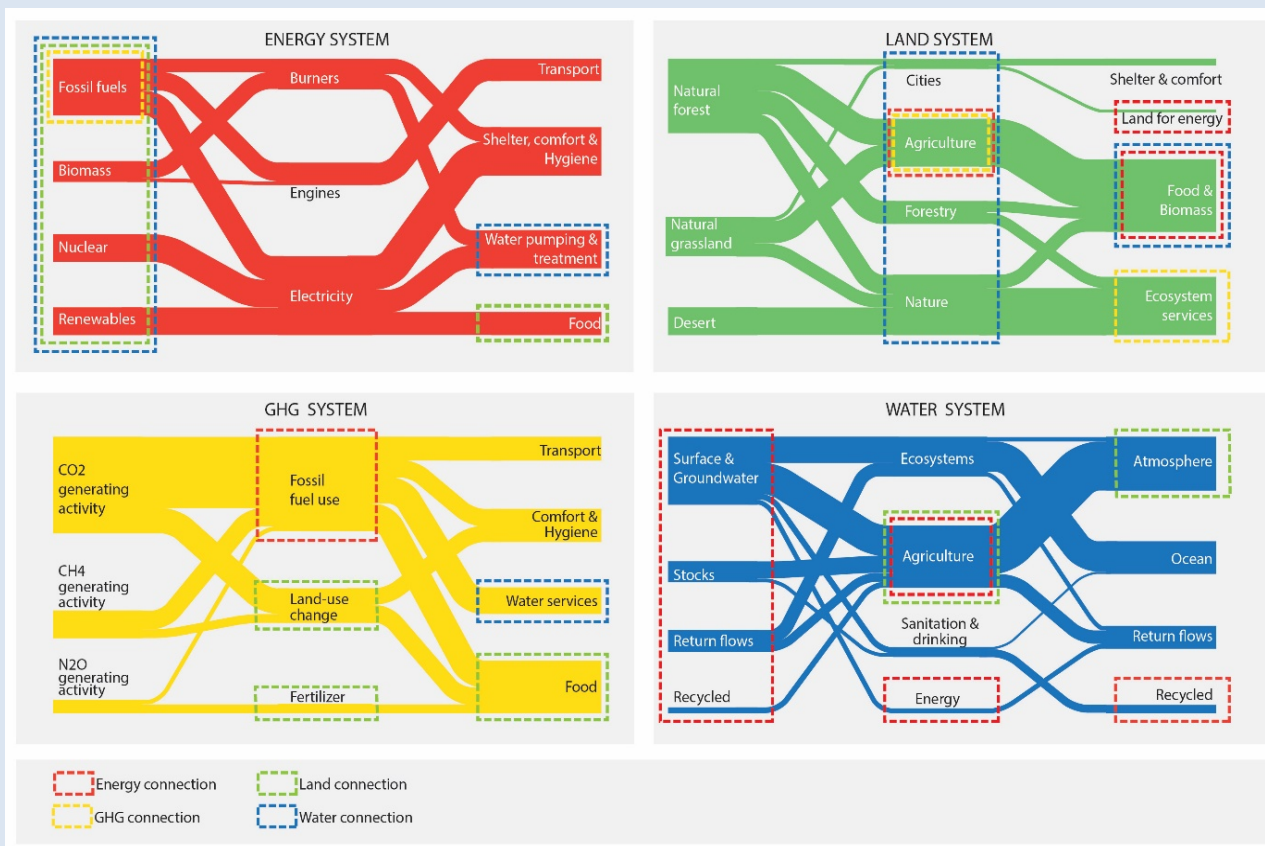 ENERGY SYSTEM
Fossil fuels
Biomass
Nuclear
Renewables
Burners
Engines
Electricity
Transport
Shelter, comfort &
Hygiene
Water pumping &
treatment
Food
LAND SYSTEM
Natural
forest
Natural
grassland
Desert
Cities
Agriculture
Forestry
Nature
Shelter & comfort
Land for energy
Food &
Biomass
Ecosystem
services
GHG SYSTEM
CO2
generating
activity
CH4
generating
activity
N2O
generating
activity
Fossil
fuel use
Land-use
change
Fertilizer
Transport
Comfort &
Hygiene
Water services
Food
WATER SYSTEM
Surface &
Groundwater
Stocks
Return flows
Recycled
Ecosystems
Agriculture
Sanitation &
drinking
Energy
Atmosphere
Ocean
Return flows
Recycled
Energy connection
Land connection
GHG connection
Water connection